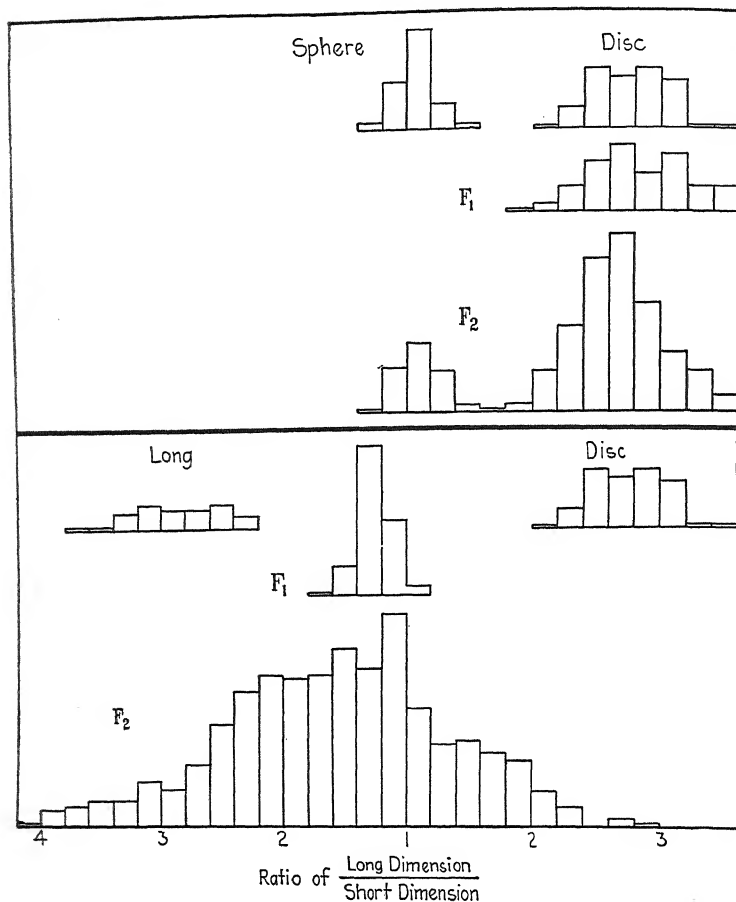 Sphere Disc
F₁
F₂
Long Disc
F₁
F₂
4 3 2 1 2 3
Ratio of Long Dimension
Short Dimension